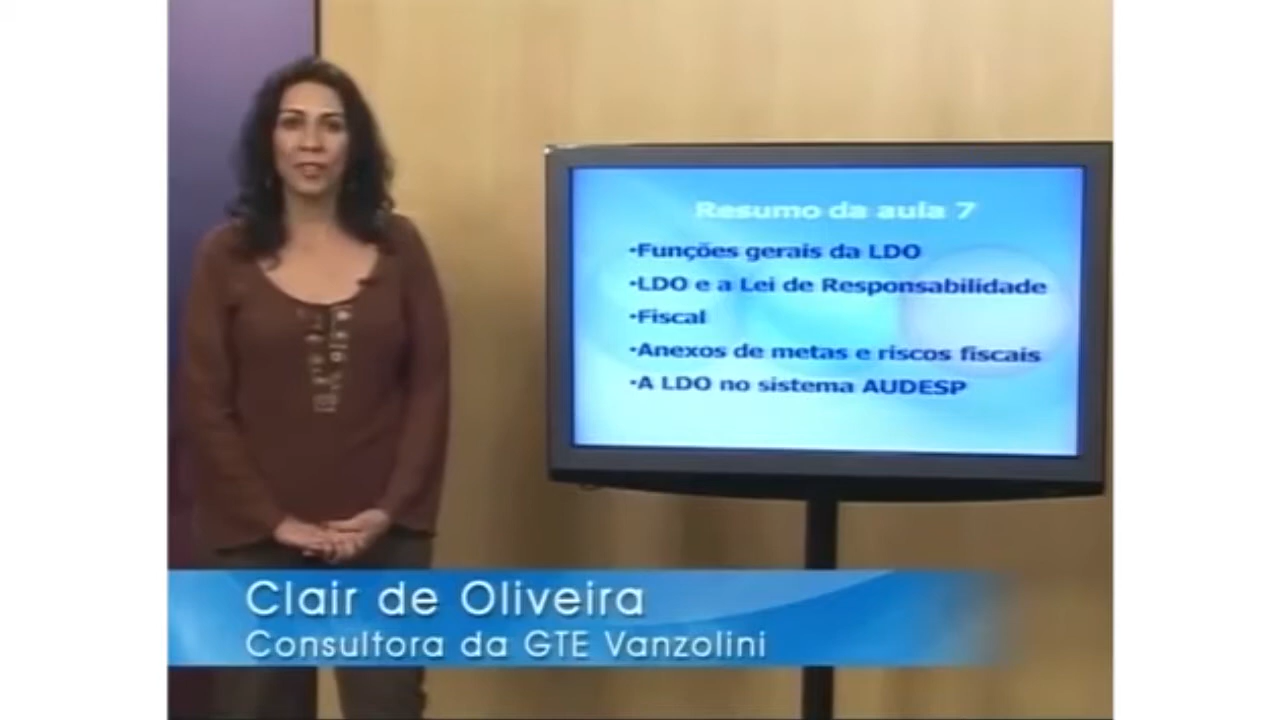 Resumo da aula 7
•Funções gerais da LDO
•LDO e a Lei de Responsabilidade
•Fiscal
•Anexos de metas e riscos fiscais
•A LDO no sistema AUDESP
Clair de Oliveira
Consultora da GTE Vanzolini